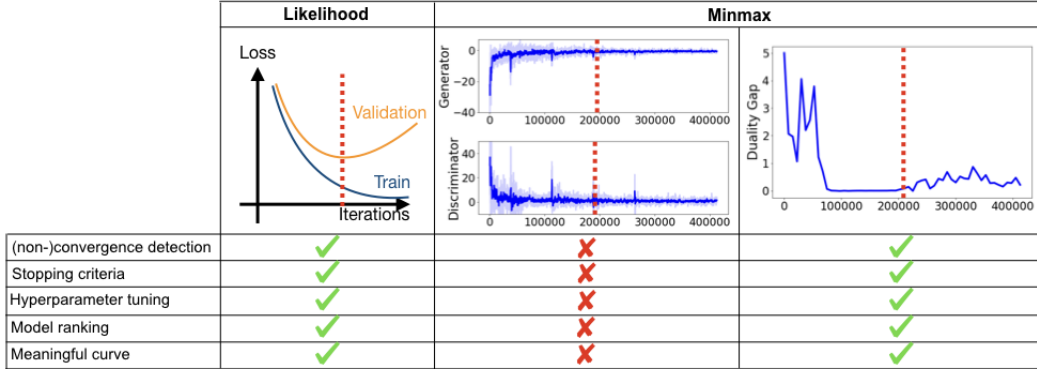 Likelihood
Minmax
Loss
Validation
Train
Iterations
Generator
0
−20
−40
0
100000
200000
300000
400000
Discriminator
40
20
0
0
100000
200000
300000
400000
Duality Gap
5
4
3
2
1
0
0
100000
200000
300000
400000
(non-)convergence detection
Stopping criteria
Hyperparameter tuning
Model ranking
Meaningful curve